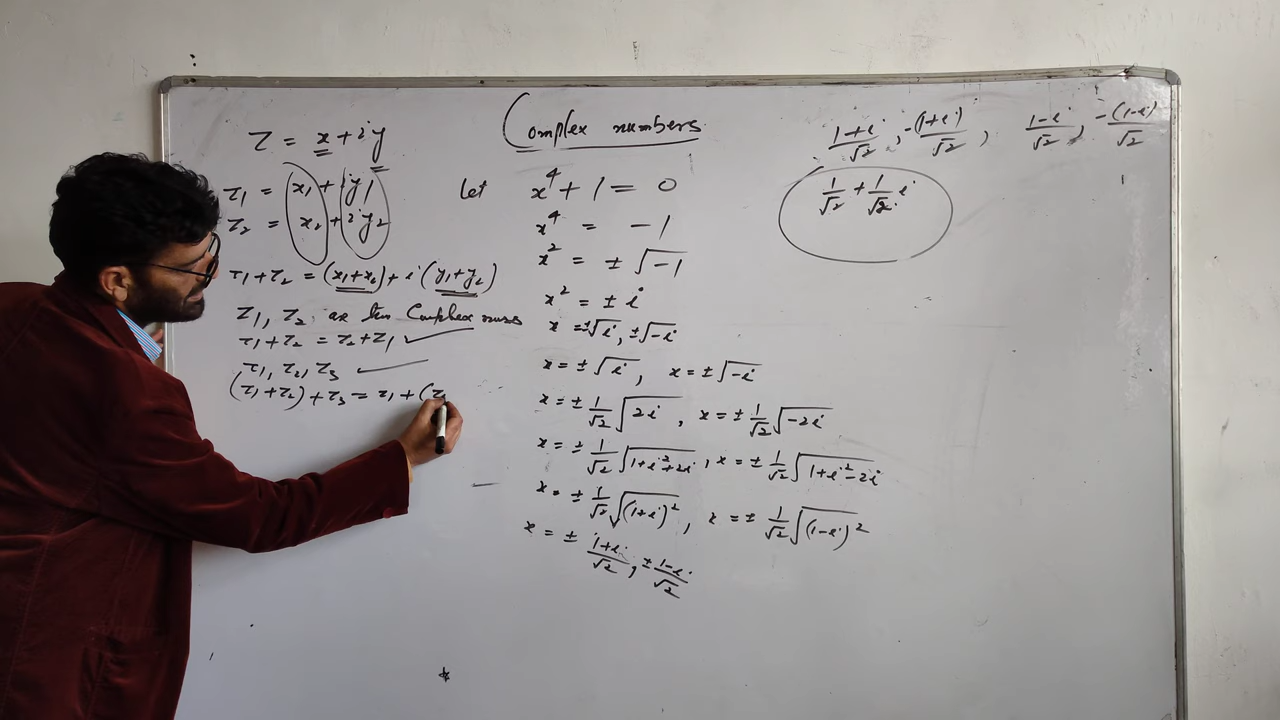 Complex numbers
z = x + iy
z1 = x1 + iy1
z2 = x2 + iy2
z1 + z2 = (x1+x2) + i(y1+y2)
z1, z2 are two Complex
z1 + z2 = z2 + z1
z1, z2, z3
(z1 + z2) + z3 = z1 + (z
Let x⁴ + 1 = 0
x⁴ = -1
x² = ± √-1
x² = ± i
x = ±√i, ±√-i
x = ± √i, x = ± √-i
x = ± 1/√2 √2i, x = ± 1/√2 √-2i
x = ± 1/√2 √1+i²+2i, x = ± 1/√2 √1+i²-2i
x = ± 1/√2 √(1+i)², x = ± 1/√2 √(1-i)²
x = ± 1+i/√2, ± 1-i/√2
1+i/√2, -(1+i)/√2, 1-i/√2, -(1-i)/√2
1/√2 + 1/√2 i